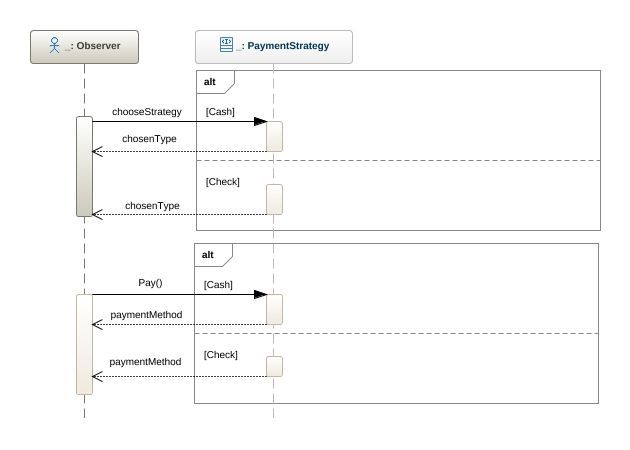 _: Observer
_: PaymentStrategy
alt
chooseStrategy
[Cash]
chosenType
[Check]
chosenType
alt
Pay()
[Cash]
paymentMethod
[Check]
paymentMethod